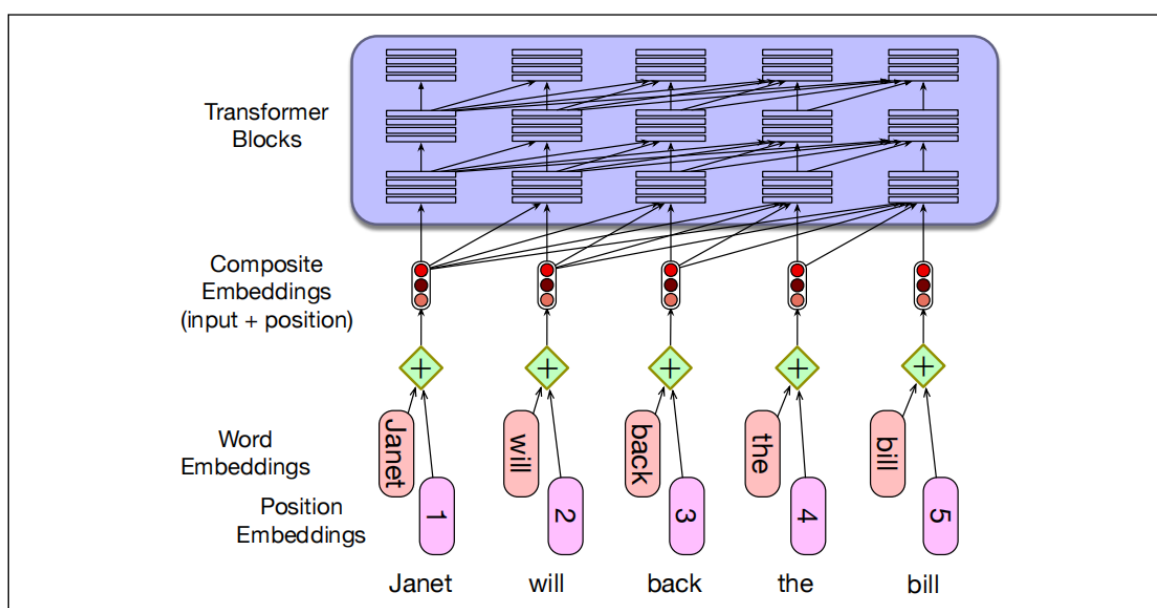 Transformer
Blocks
Composite
Embeddings
(input + position)
+ + + + +
Word
Embeddings
Janet will back the bill
Position
Embeddings
1 2 3 4 5
Janet will back the bill